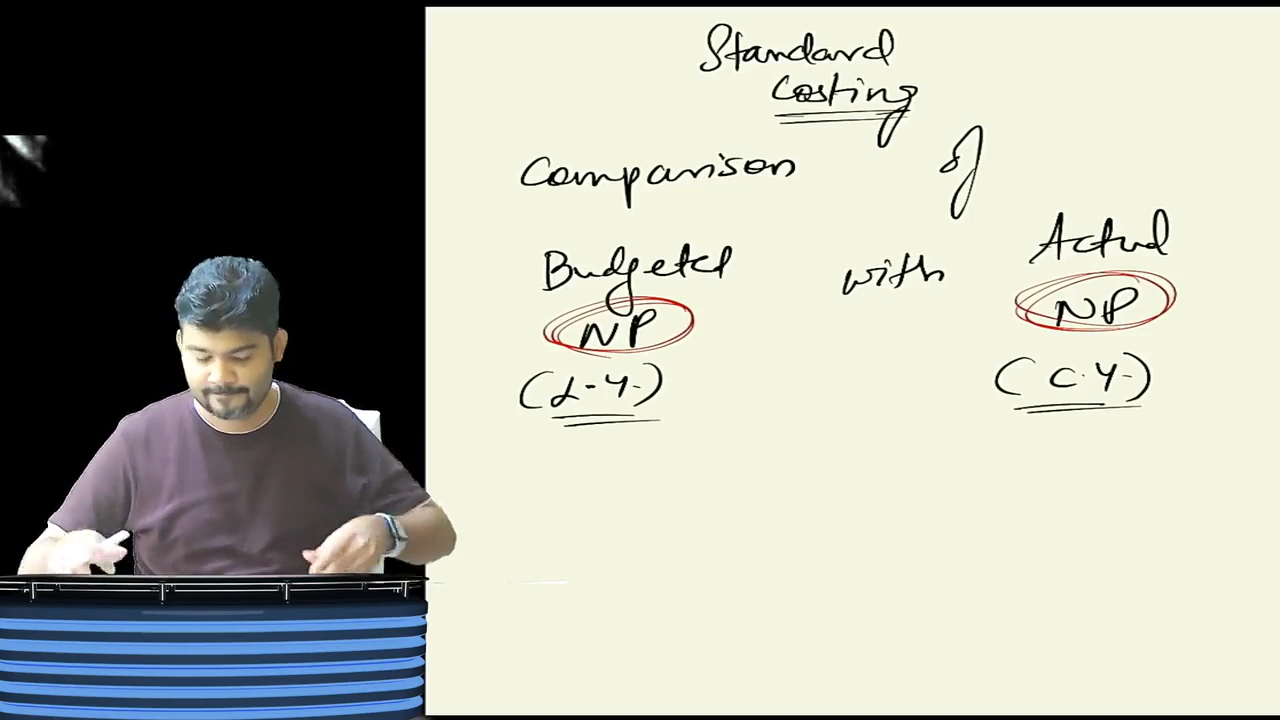 Standard
Costing
Comparison of
Budgeted with Actual
NP NP
(L.Y.) (C.Y.)